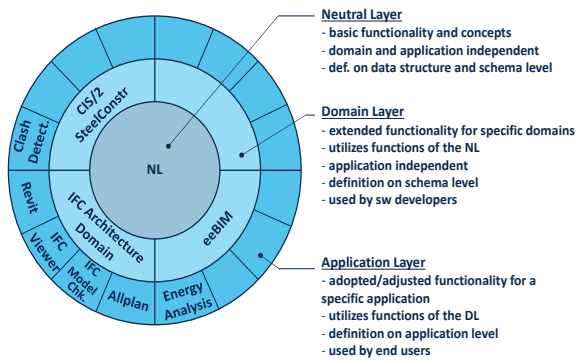 Neutral Layer
- basic functionality and concepts
- domain and application independent
- def. on data structure and schema level
Domain Layer
- extended functionality for specific domains
- utilizes functions of the NL
- application independent
- definition on schema level
- used by sw developers
Application Layer
- adopted/adjusted functionality for a
specific application
- utilizes functions of the DL
- definition on application level
- used by end users
NL
CIS/2
SteelConstr
IFC Architecture
Domain
eeBIM
Clash
Detect.
Revit
IFC
Viewer
IFC
Model
Chk.
Allplan
Energy
Analysis